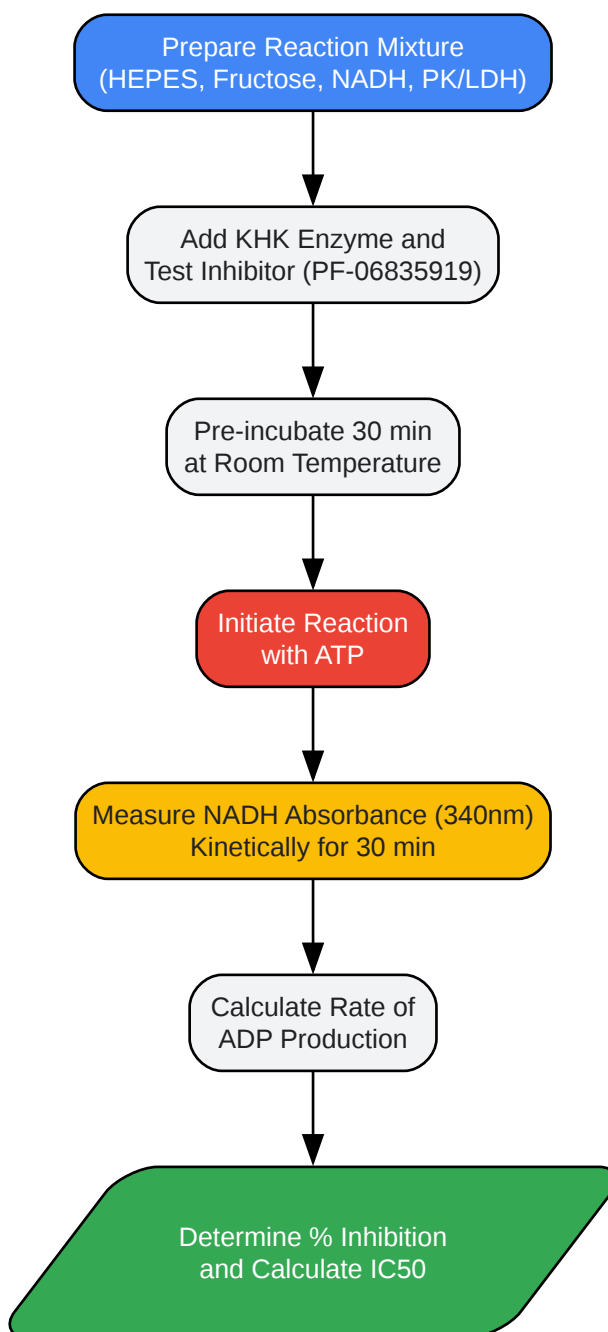 Prepare Reaction Mixture
(HEPES, Fructose, NADH, PK/LDH)
Add KHK Enzyme and
Test Inhibitor (PF-06835919)
Pre-incubate 30 min
at Room Temperature
Initiate Reaction
with ATP
Measure NADH Absorbance (340nm)
Kinetically for 30 min
Calculate Rate of
ADP Production
Determine % Inhibition
and Calculate IC50